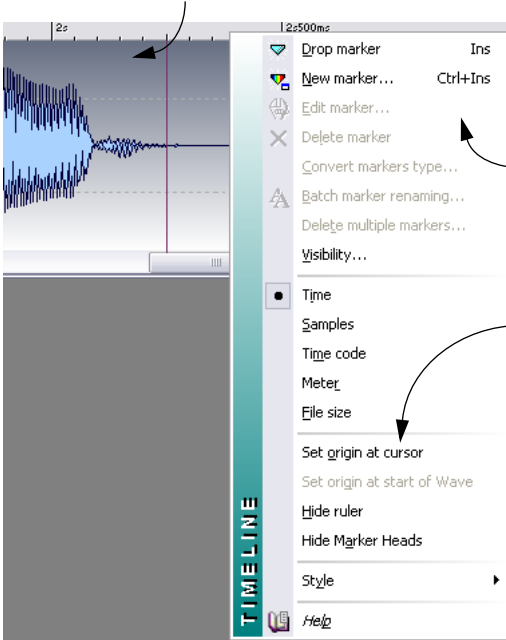 2s
2s500ms
Drop marker Ins
New marker... Ctrl+Ins
Edit marker...
Delete marker
Convert markers type...
Batch marker renaming...
Delete multiple markers...
Visibility...
Time
Samples
Time code
Meter
File size
Set origin at cursor
Set origin at start of Wave
Hide ruler
Hide Marker Heads
Style
Help
TIMELINE